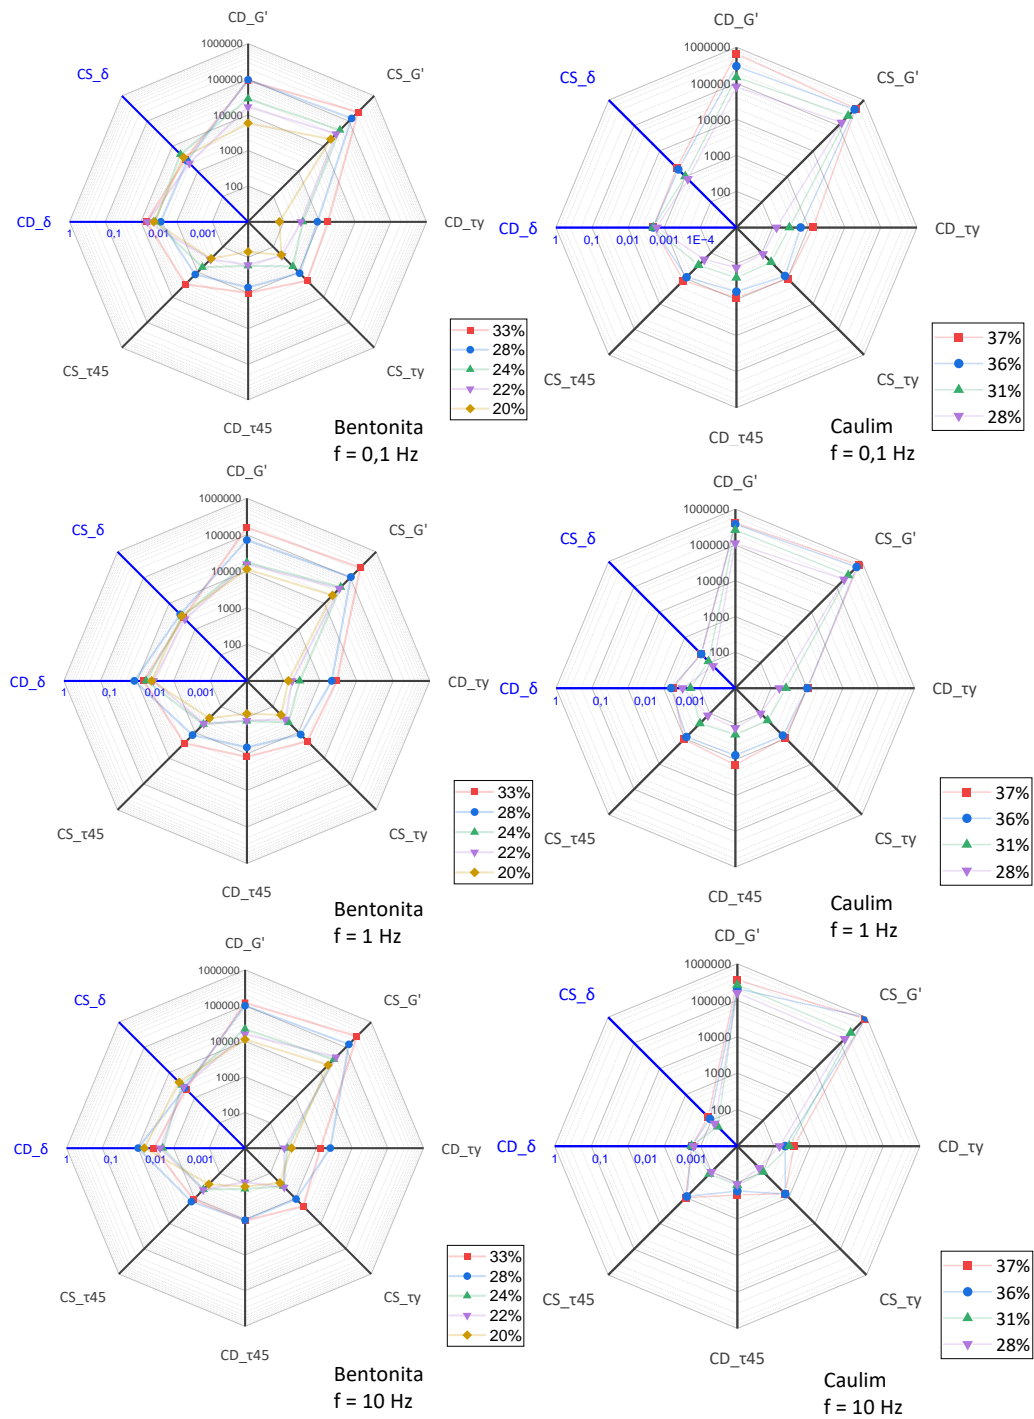 CD_G'
1000000
100000
10000
1000
100
CS_G'
CS_δ
CD_δ
1
0,1
0,01
0,001
CD_τy
CS_τ45
CS_τy
CD_τ45
33%
28%
24%
22%
20%
Bentonita
f = 0,1 Hz
CD_G'
1000000
100000
10000
1000
100
CS_G'
CS_δ
CD_δ
1
0,1
0,01
0,001
1E−4
CD_τy
CS_τ45
CS_τy
CD_τ45
37%
36%
31%
28%
Caulim
f = 0,1 Hz
CD_G'
1000000
100000
10000
1000
100
CS_G'
CS_δ
CD_δ
1
0,1
0,01
0,001
CD_τy
CS_τ45
CS_τy
CD_τ45
33%
28%
24%
22%
20%
Bentonita
f = 1 Hz
CD_G'
1000000
100000
10000
1000
100
CS_G'
CS_δ
CD_δ
1
0,1
0,01
0,001
CD_τy
CS_τ45
CS_τy
CD_τ45
37%
36%
31%
28%
Caulim
f = 1 Hz
CD_G'
1000000
100000
10000
1000
100
CS_G'
CS_δ
CD_δ
1
0,1
0,01
0,001
CD_τy
CS_τ45
CS_τy
CD_τ45
33%
28%
24%
22%
20%
Bentonita
f = 10 Hz
CD_G'
1000000
100000
10000
1000
100
CS_G'
CS_δ
CD_δ
1
0,1
0,01
0,001
CD_τy
CS_τ45
CS_τy
CD_τ45
37%
36%
31%
28%
Caulim
f = 10 Hz